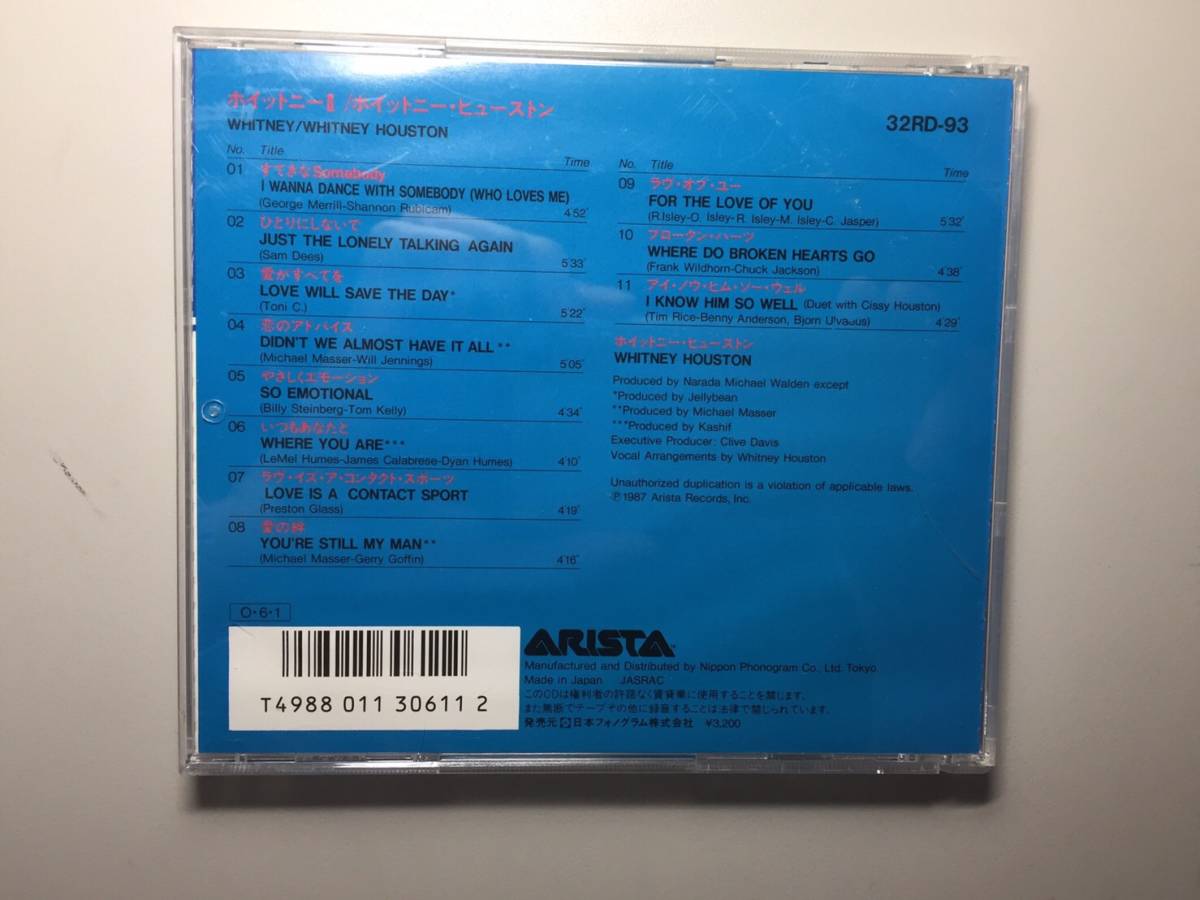 ホイットニーⅡ/ホイットニー・ヒューストン
WHITNEY/WHITNEY HOUSTON
32RD-93
No. Title Time
01 すてきなSomebody
I WANNA DANCE WITH SOMEBODY (WHO LOVES ME)
(George Merrill-Shannon Rubicam) 4'52"
02 ひとりにしないで
JUST THE LONELY TALKING AGAIN
(Sam Dees) 5'33"
03 愛がすべてを
LOVE WILL SAVE THE DAY*
(Toni C.) 5'22"
04 恋のアドバイス
DIDN'T WE ALMOST HAVE IT ALL**
(Michael Masser-Will Jennings) 5'05"
05 やさしくエモーション
SO EMOTIONAL
(Billy Steinberg-Tom Kelly) 4'34"
06 いつもあなたと
WHERE YOU ARE***
(LeMel Humes-James Calabrese-Dyan Humes) 4'10"
07 ラヴ・イズ・ア・コンタクト・スポーツ
LOVE IS A CONTACT SPORT
(Preston Glass) 4'19"
08 愛の絆
YOU'RE STILL MY MAN**
(Michael Masser-Gerry Goffin) 4'16"
No. Title Time
09 ラヴ・オブ・ユー
FOR THE LOVE OF YOU
(R.Isley-O. Isley-R. Isley-M. Isley-C. Jasper) 5'32"
10 ブロークン・ハーツ
WHERE DO BROKEN HEARTS GO
(Frank Wildhorn-Chuck Jackson) 4'38"
11 アイ・ノウ・ヒム・ソー・ウェル
I KNOW HIM SO WELL (Duet with Cissy Houston)
(Tim Rice-Benny Anderson, Bjorn Ulvaeus) 4'29"
ホイットニー・ヒューストン
WHITNEY HOUSTON
Produced by Narada Michael Walden except
*Produced by Jellybean
**Produced by Michael Masser
***Produced by Kashif
Executive Producer: Clive Davis
Vocal Arrangements by Whitney Houston
Unauthorized duplication is a violation of applicable laws.
℗ 1987 Arista Records, Inc.
O・6・1
T4988 011 30611 2
ARISTA
Manufactured and Distributed by Nippon Phonogram Co., Ltd. Tokyo.
Made in Japan JASRAC
このCDは権利者の許諾なく賃貸業に使用することを禁じます。
また無断でテープその他に録音することは法律で禁じられています。
発売元 日本フォノグラム株式会社 ¥3,200